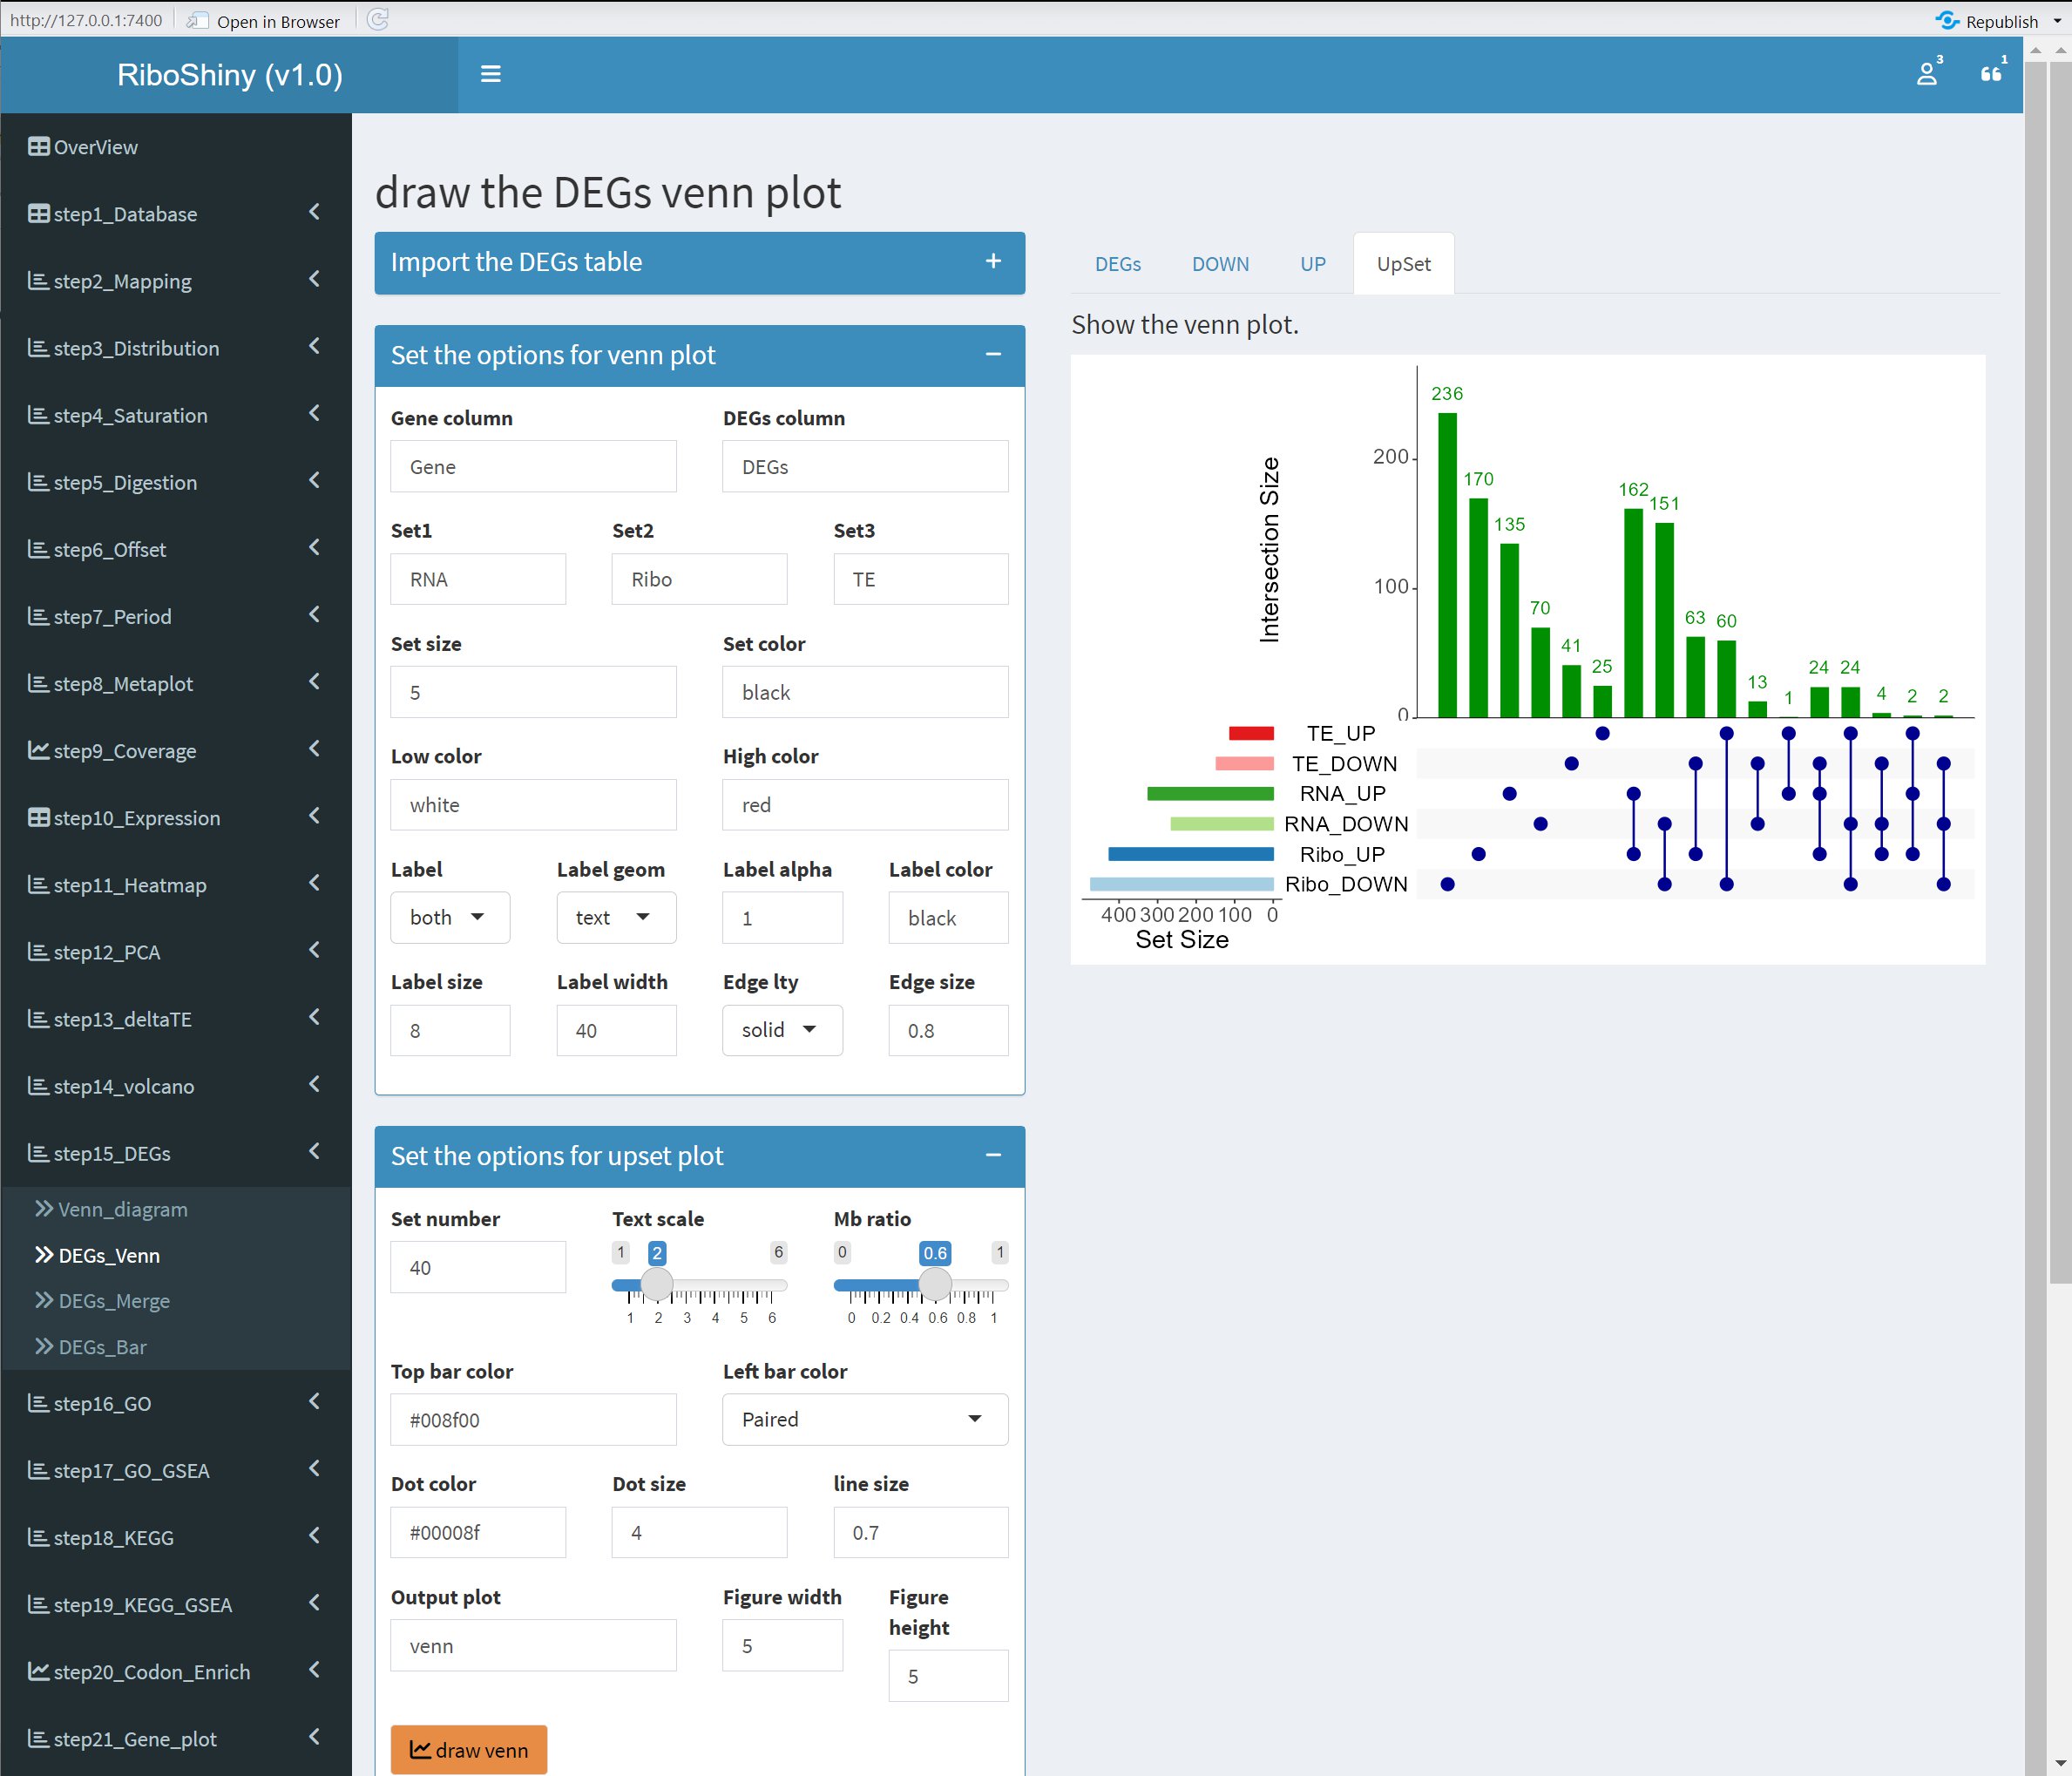 http://127.0.0.1:7400 Open in Browser Republish
RiboShiny (v1.0) 3 1
OverView
step1_Database
step2_Mapping
step3_Distribution
step4_Saturation
step5_Digestion
step6_Offset
step7_Period
step8_Metaplot
step9_Coverage
step10_Expression
step11_Heatmap
step12_PCA
step13_deltaTE
step14_volcano
step15_DEGs
Venn_diagram
DEGs_Venn
DEGs_Merge
DEGs_Bar
step16_GO
step17_GO_GSEA
step18_KEGG
step19_KEGG_GSEA
step20_Codon_Enrich
step21_Gene_plot
draw the DEGs venn plot
Import the DEGs table
Set the options for venn plot
Gene column DEGs column
Gene DEGs
Set1 Set2 Set3
RNA Ribo TE
Set size Set color
5 black
Low color High color
white red
Label Label geom Label alpha Label color
both text 1 black
Label size Label width Edge lty Edge size
8 40 solid 0.8
Set the options for upset plot
Set number Text scale Mb ratio
40 1 2 6 0 0.6 1
1 2 3 4 5 6 0 0.2 0.4 0.6 0.8 1
Top bar color Left bar color
#008f00 Paired
Dot color Dot size line size
#00008f 4 0.7
Output plot Figure width Figure height
venn 5 5
draw venn
DEGs DOWN UP UpSet
Show the venn plot.
Intersection Size
200
100
0
236 170 135 70 41 25 162 151 63 60 13 1 24 24 4 2 2
TE_UP
TE_DOWN
RNA_UP
RNA_DOWN
Ribo_UP
Ribo_DOWN
400 300 200 100 0
Set Size